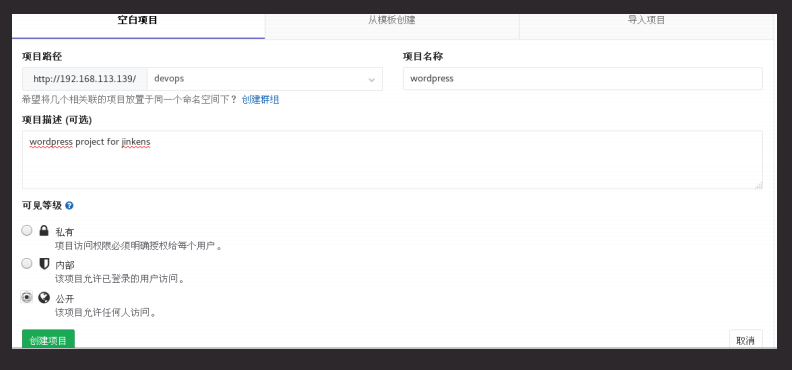 空白项目 从模板创建 导入项目
项目路径 项目名称
http://192.168.113.139/ devops wordpress
希望将几个相关联的项目放置于同一个命名空间下？ 创建群组
项目描述 (可选)
wordpress project for jinkens
可见等级
私有
项目访问权限必须明确授权给每个用户。
内部
该项目允许已登录的用户访问。
公开
该项目允许任何人访问。
创建项目 取消